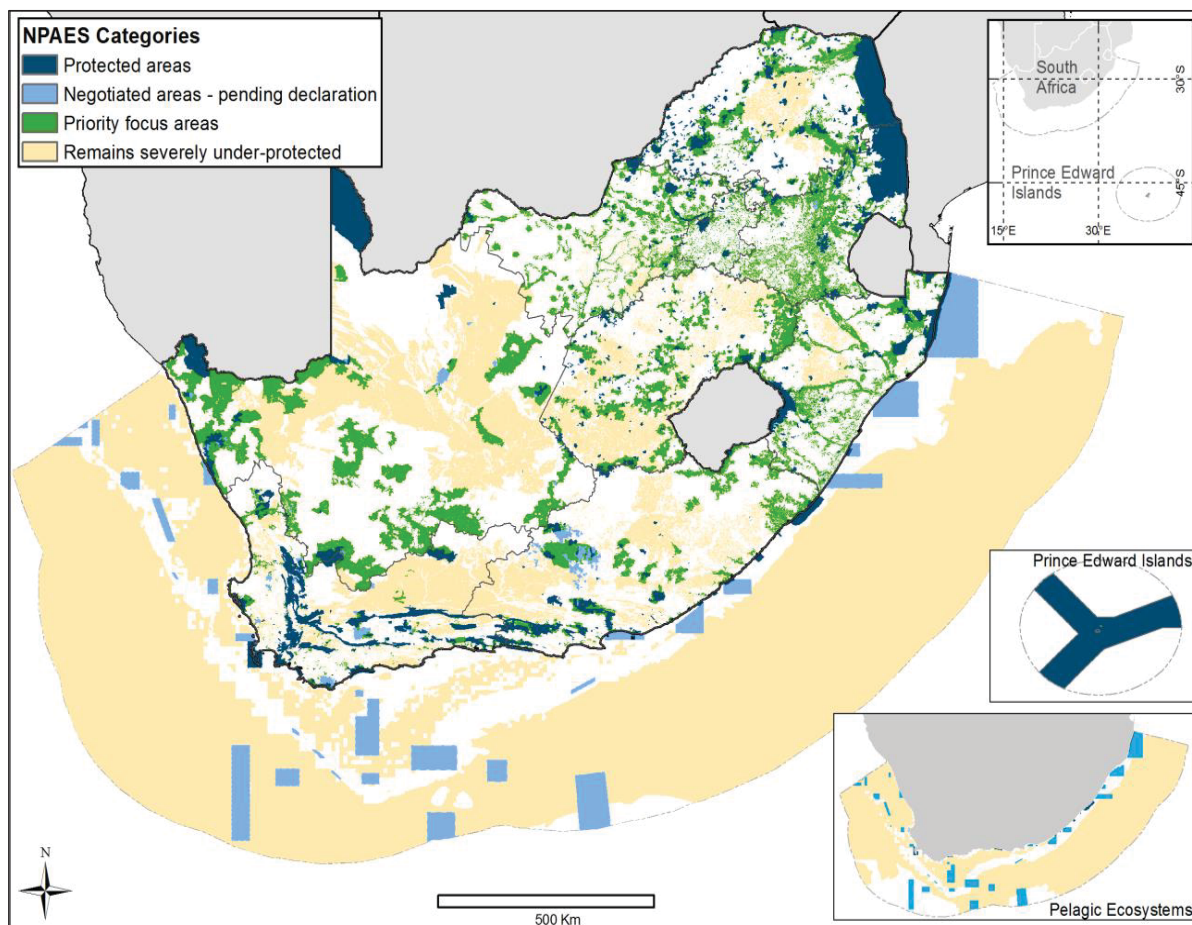 NPAES Categories
Protected areas
Negotiated areas - pending declaration
Priority focus areas
Remains severely under-protected
South
Africa
30°S
Prince Edward
Islands
45°S
15°E
30°E
Prince Edward Islands
Pelagic Ecosystems
N
500 Km